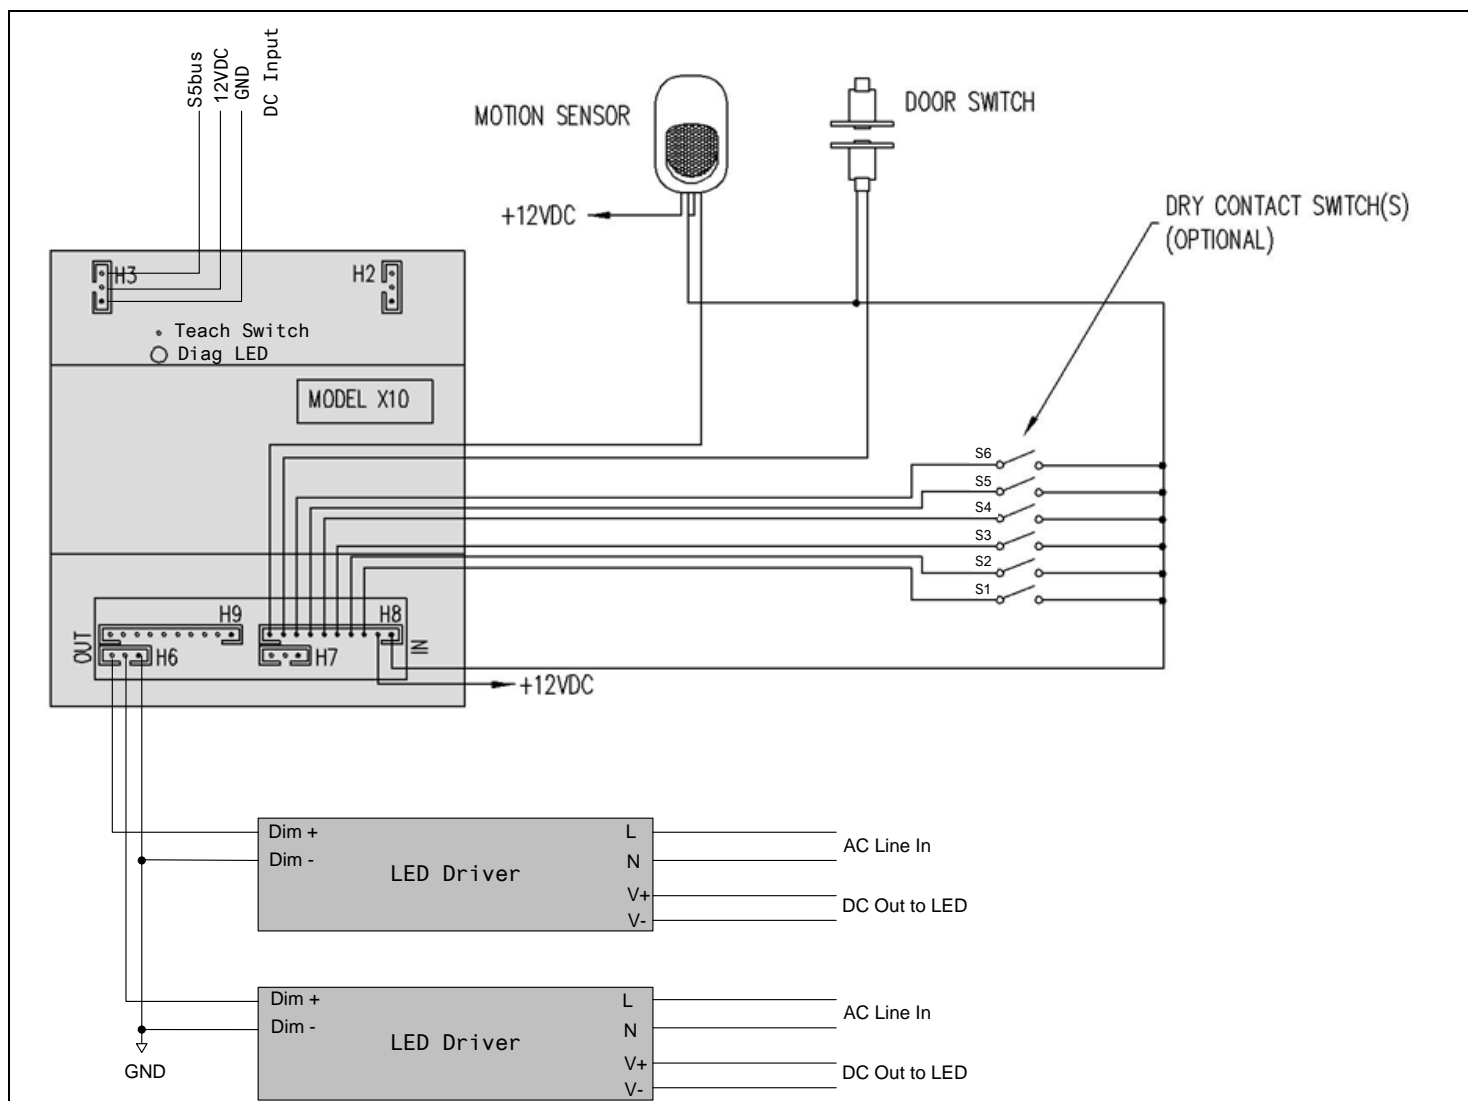 S5bus
12VDC
GND
DC Input
MOTION SENSOR
DOOR SWITCH
+12VDC
DRY CONTACT SWITCH(S)
(OPTIONAL)
H3
H2
Teach Switch
Diag LED
MODEL X10
S6
S5
S4
S3
S2
S1
OUT
H9
H8
IN
H6
H7
+12VDC
Dim +
Dim -
LED Driver
L
N
V+
V-
AC Line In
DC Out to LED
Dim +
Dim -
LED Driver
L
N
V+
V-
AC Line In
DC Out to LED
GND